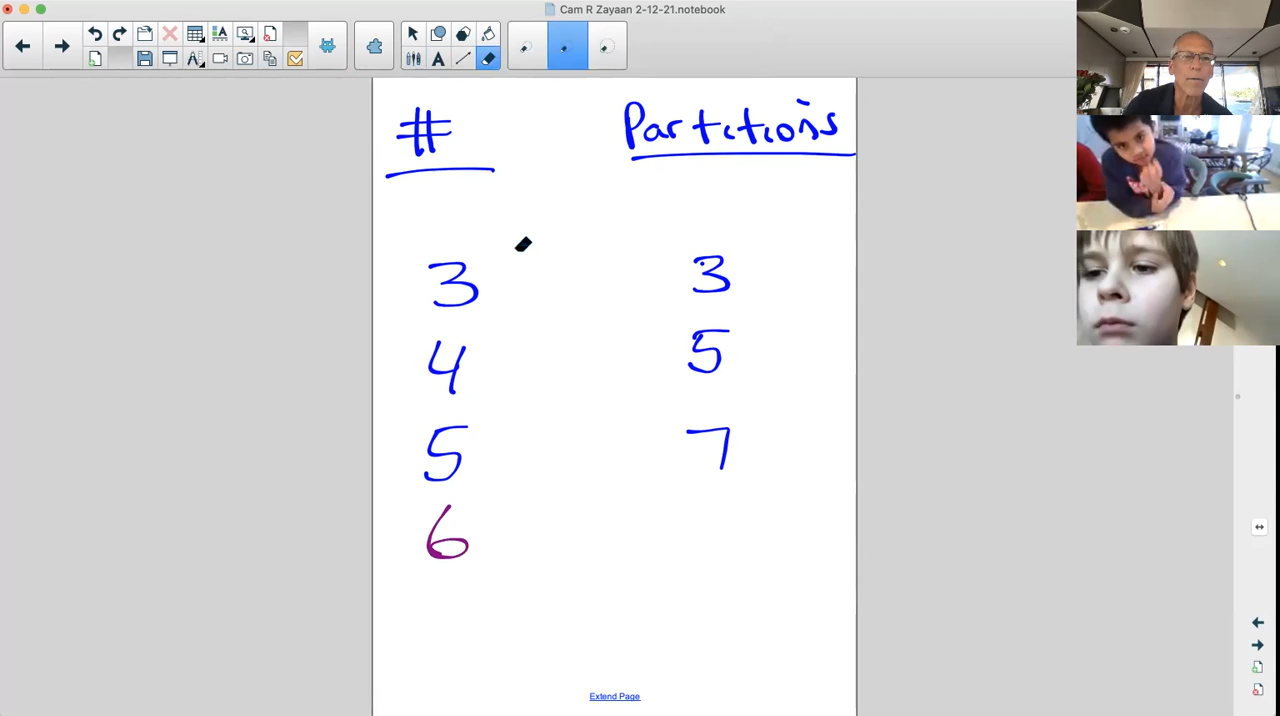 Cam R Zayaan 2-12-21.notebook
# Partitions
3 3
4 5
5 7
6
Extend Page